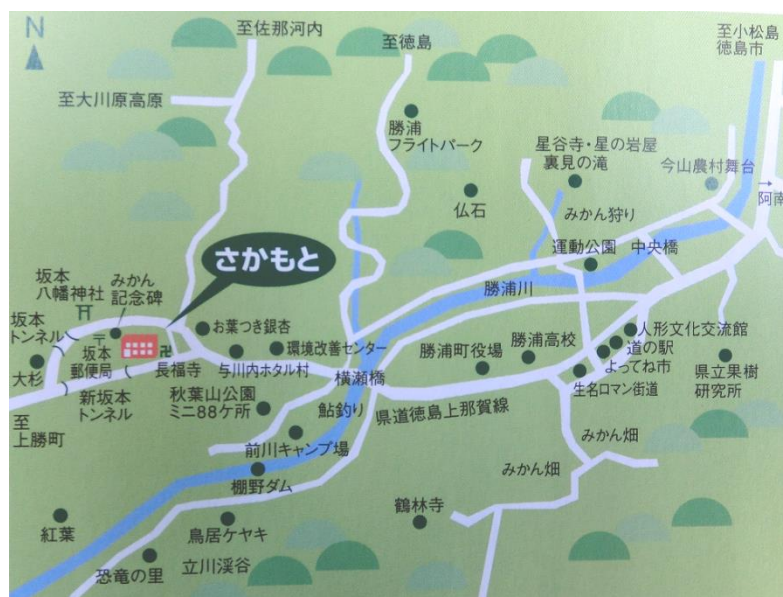 N
至佐那河内
至徳島
至小松島
徳島市
至大川原高原
勝浦
フライトパーク
星谷寺・星の岩屋
裏見の滝
今山農村舞台
→
阿南
仏石
みかん狩り
運動公園
中央橋
さかもと
勝浦川
坂本
八幡神社
みかん
記念碑
坂本
トンネル
お葉つき銀杏
〒
坂本
郵便局
卍
長福寺
与川内ホタル村
環境改善センター
大杉
新坂本
トンネル
至
上勝町
横瀬橋
勝浦町役場
勝浦高校
人形文化交流館
道の駅
よってね市
生名ロマン街道
県立果樹
研究所
秋葉山公園
ミニ88ケ所
鮎釣り
県道徳島上那賀線
前川キャンプ場
みかん畑
みかん畑
棚野ダム
鶴林寺
紅葉
鳥居ケヤキ
恐竜の里
立川渓谷